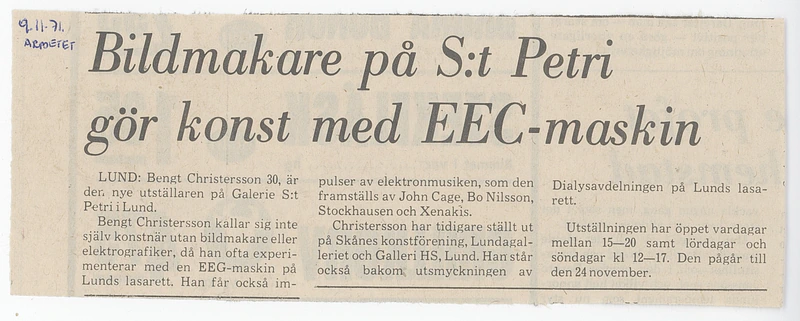 9.11.71.
ARBETET
Bildmakare på S:t Petri
gör konst med EEC-maskin
LUND: Bengt Christersson 30, är
der. nye utställaren på Galerie S:t
Petri i Lund.
Bengt Christersson kallar sig inte
själv konstnär utan bildmakare eller
elektrografiker, då han ofta experi-
menterar med en EEG-maskin på
Lunds lasarett. Han får också im-
pulser av elektronmusiken, som den
framställs av John Cage, Bo Nilsson,
Stockhausen och Xenakis.
Christersson har tidigare ställt ut
på Skånes konstförening, Lundagal-
leriet och Galleri HS, Lund. Han står
också bakom utsmyckningen av
Dialysavdelningen på Lunds lasa-
rett.
Utställningen har öppet vardagar
mellan 15–20 samt lördagar och
söndagar kl 12–17. Den pågår till
den 24 november.